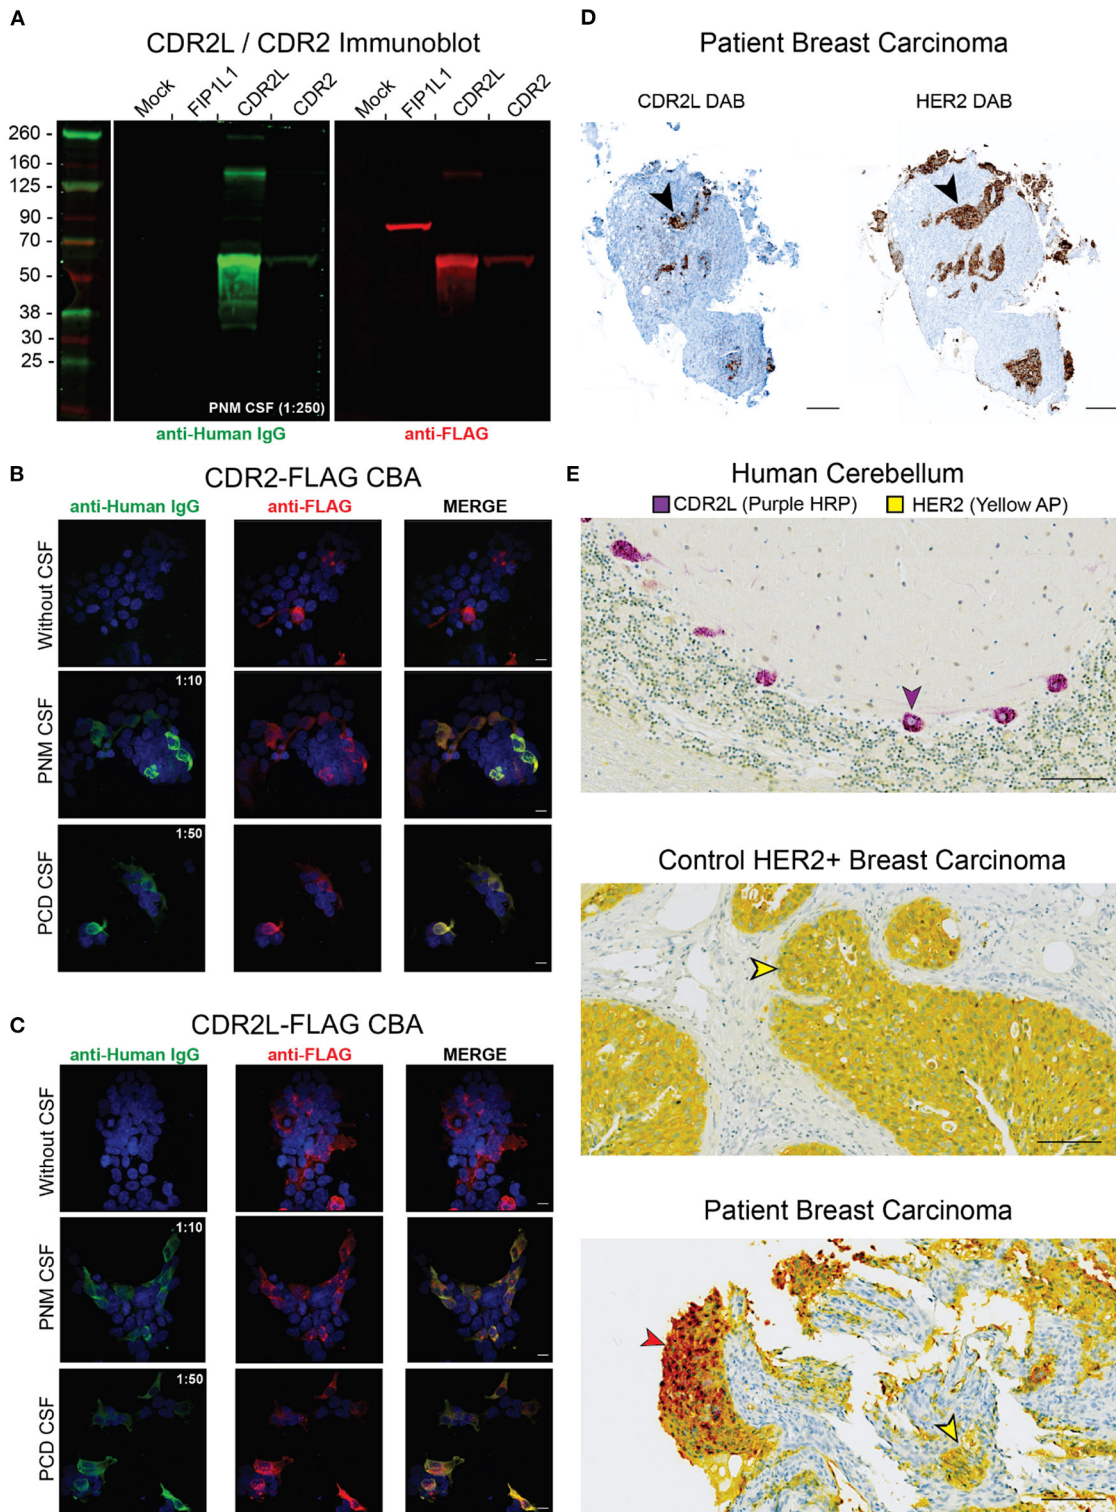 A
CDR2L / CDR2 Immunoblot
Mock FIP1L1 CDR2L CDR2 Mock FIP1L1 CDR2L CDR2
260 -
160 -
125 -
90 -
70 -
50 -
38 -
30 -
25 -
PNM CSF (1:250)
anti-Human IgG anti-FLAG
B
CDR2-FLAG CBA
anti-Human IgG anti-FLAG MERGE
Without CSF
PNM CSF 1:10
PCD CSF 1:50
C
CDR2L-FLAG CBA
anti-Human IgG anti-FLAG MERGE
Without CSF
PNM CSF 1:10
PCD CSF 1:50
D
Patient Breast Carcinoma
CDR2L DAB HER2 DAB
E
Human Cerebellum
CDR2L (Purple HRP) HER2 (Yellow AP)
Control HER2+ Breast Carcinoma
Patient Breast Carcinoma